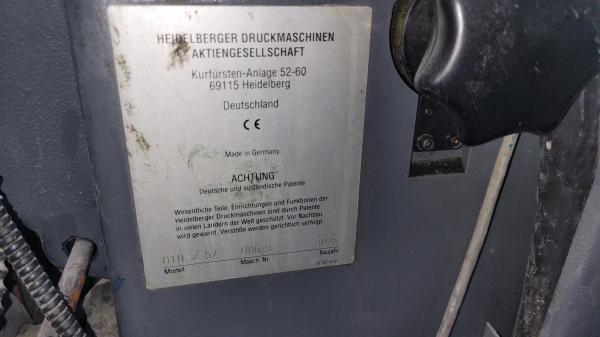 HEIDELBERGER DRUCKMASCHINEN
AKTIENGESELLSCHAFT
Kurfürsten-Anlage 52-60
69115 Heidelberg
Deutschland
CE
Made in Germany
ACHTUNG
Deutsche und ausländische Patente
Wesentliche Teile, Einrichtungen und Funktionen der
Heidelberger Druckmaschinen sind durch Patente
in vielen Ländern der Welt geschützt. Vor Nachbau
wird gewarnt. Verstöße werden gerichtlich verfolgt
Modell Masch. Nr. Baujahr